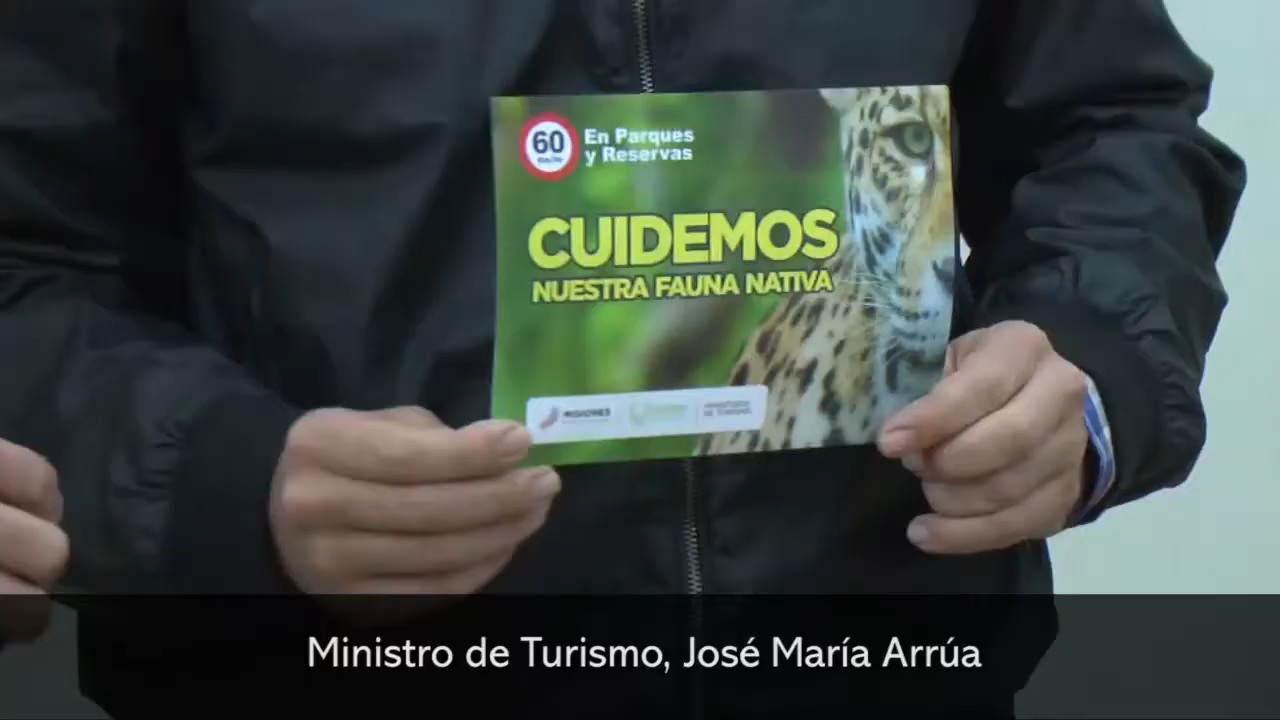 60
km/h
En Parques
y Reservas
CUIDEMOS
NUESTRA FAUNA NATIVA
MISIONES
MINISTERIO
DE TURISMO
Ministro de Turismo, José María Arrúa